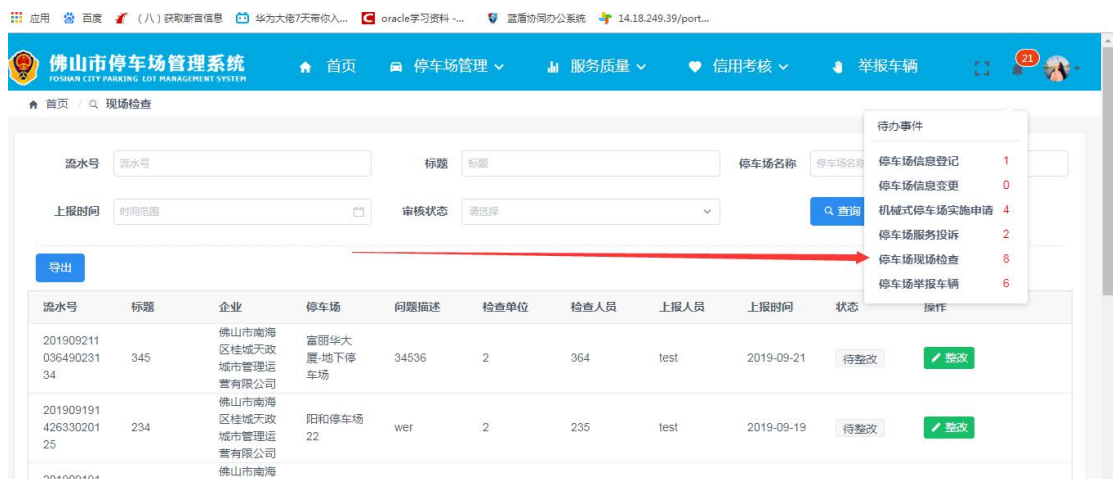 应用 百度 (八) 获取断言信息 华为大佬7天带你入... oracle学习资料 -... 蓝盾协同办公系统 14.18.249.39/port...
佛山市停车场管理系统 首页 停车场管理 服务质量 信用考核 举报车辆 21
FOSHAN CITY PARKING LOT MANAGEMENT SYSTEM
首页 / 现场检查
待办事件
停车场信息登记 1
停车场信息变更 0
机械式停车场实施申请 4
停车场服务投诉 2
停车场现场检查 8
停车场举报车辆 6
流水号 流水号 标题 标题 停车场名称 停车场名称
上报时间 时间范围 审核状态 请选择 查询
导出
流水号 标题 企业 停车场 问题描述 检查单位 检查人员 上报人员 上报时间 状态 操作
201909211
036490231
34
345
佛山市南海
区桂城天政
城市管理运
营有限公司
富丽华大
厦-地下停
车场
34536 2 364 test 2019-09-21 待整改 整改
201909191
426330201
25
234
佛山市南海
区桂城天政
城市管理运
营有限公司
阳和停车场
22
wer 2 235 test 2019-09-19 待整改 整改
201909191
佛山市南海